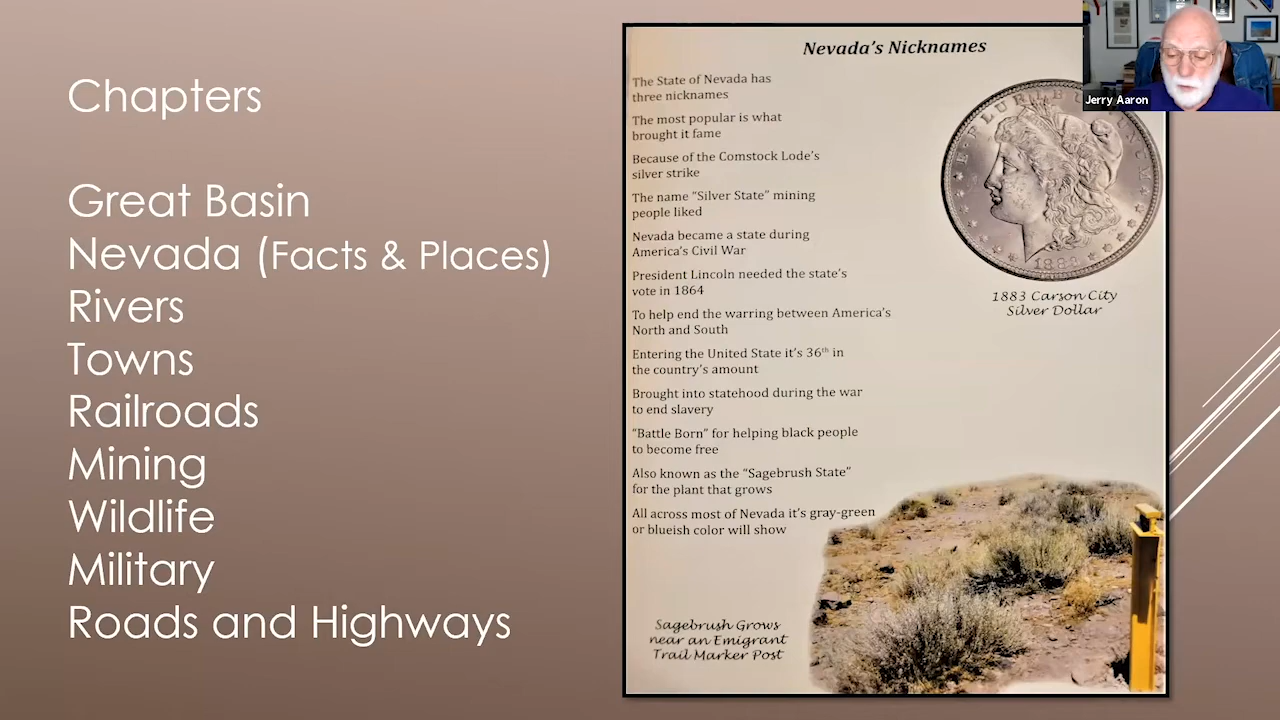 Chapters
Great Basin
Nevada (Facts & Places)
Rivers
Towns
Railroads
Mining
Wildlife
Military
Roads and Highways
Nevada's Nicknames
The State of Nevada has
three nicknames
The most popular is what
brought it fame
Because of the Comstock Lode's
silver strike
The name "Silver State" mining
people liked
Nevada became a state during
America's Civil War
President Lincoln needed the state's
vote in 1864
To help end the warring between America's
North and South
Entering the United State it's 36th in
the country's amount
Brought into statehood during the war
to end slavery
"Battle Born" for helping black people
to become free
Also known as the "Sagebrush State"
for the plant that grows
All across most of Nevada it's gray-green
or blueish color will show
1883 Carson City
Silver Dollar
Sagebrush Grows
near an Emigrant
Trail Marker Post
Jerry Aaron